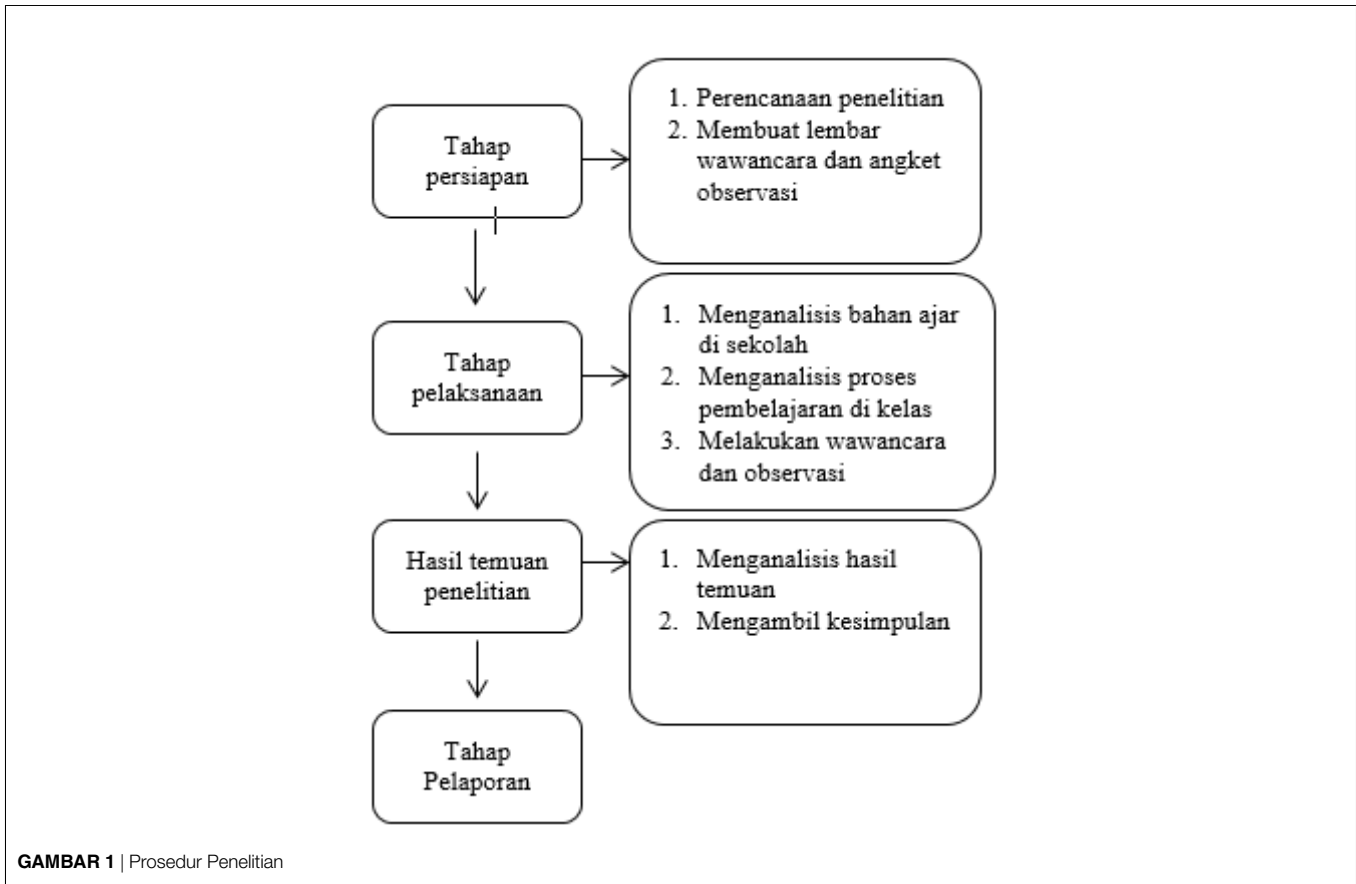 Tahap
persiapan
1. Perencanaan penelitian
2. Membuat lembar
wawancara dan angket
observasi
Tahap
pelaksanaan
1. Menganalisis bahan ajar
di sekolah
2. Menganalisis proses
pembelajaran di kelas
3. Melakukan wawancara
dan observasi
Hasil temuan
penelitian
1. Menganalisis hasil
temuan
2. Mengambil kesimpulan
Tahap
Pelaporan
GAMBAR 1 | Prosedur Penelitian